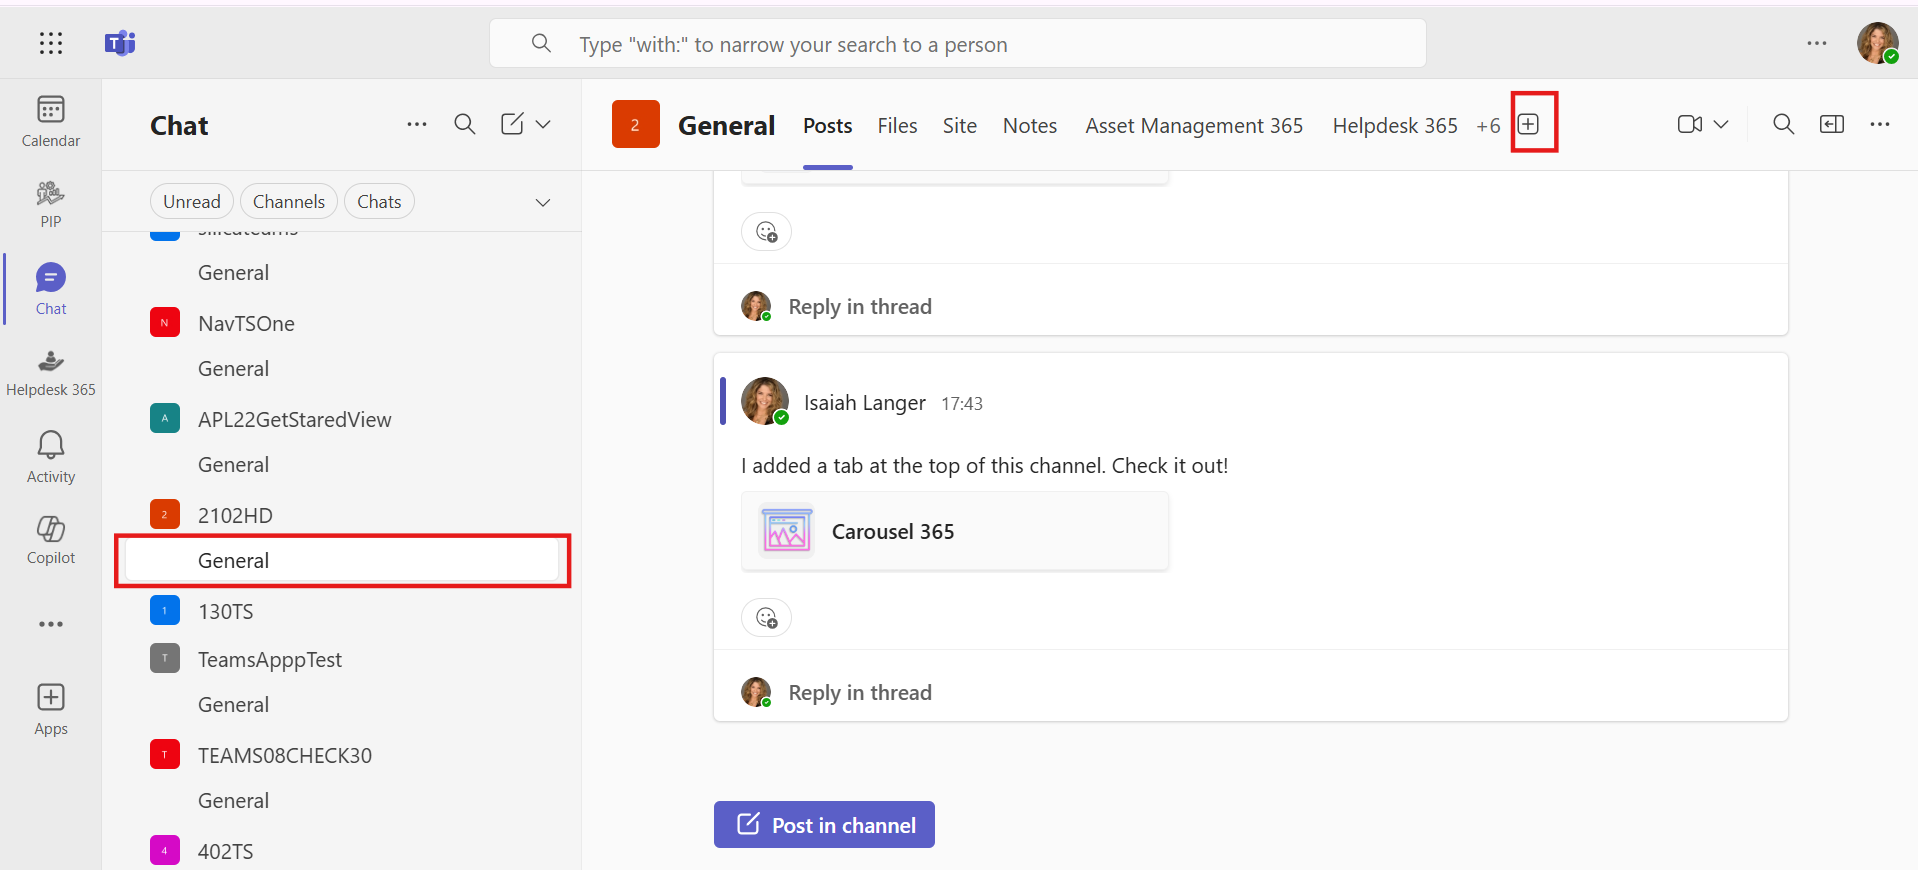 Type "with:" to narrow your search to a person
Calendar
PIP
Chat
Helpdesk 365
Activity
Copilot
Apps
Chat
Unread
Channels
Chats
General
N
NavTSOne
General
A
APL22GetStaredView
General
2
2102HD
General
1
130TS
T
TeamsApppTest
General
T
TEAMS08CHECK30
General
4
402TS
2
General
Posts
Files
Site
Notes
Asset Management 365
Helpdesk 365
+6
Reply in thread
Isaiah Langer 17:43
I added a tab at the top of this channel. Check it out!
Carousel 365
Reply in thread
Post in channel